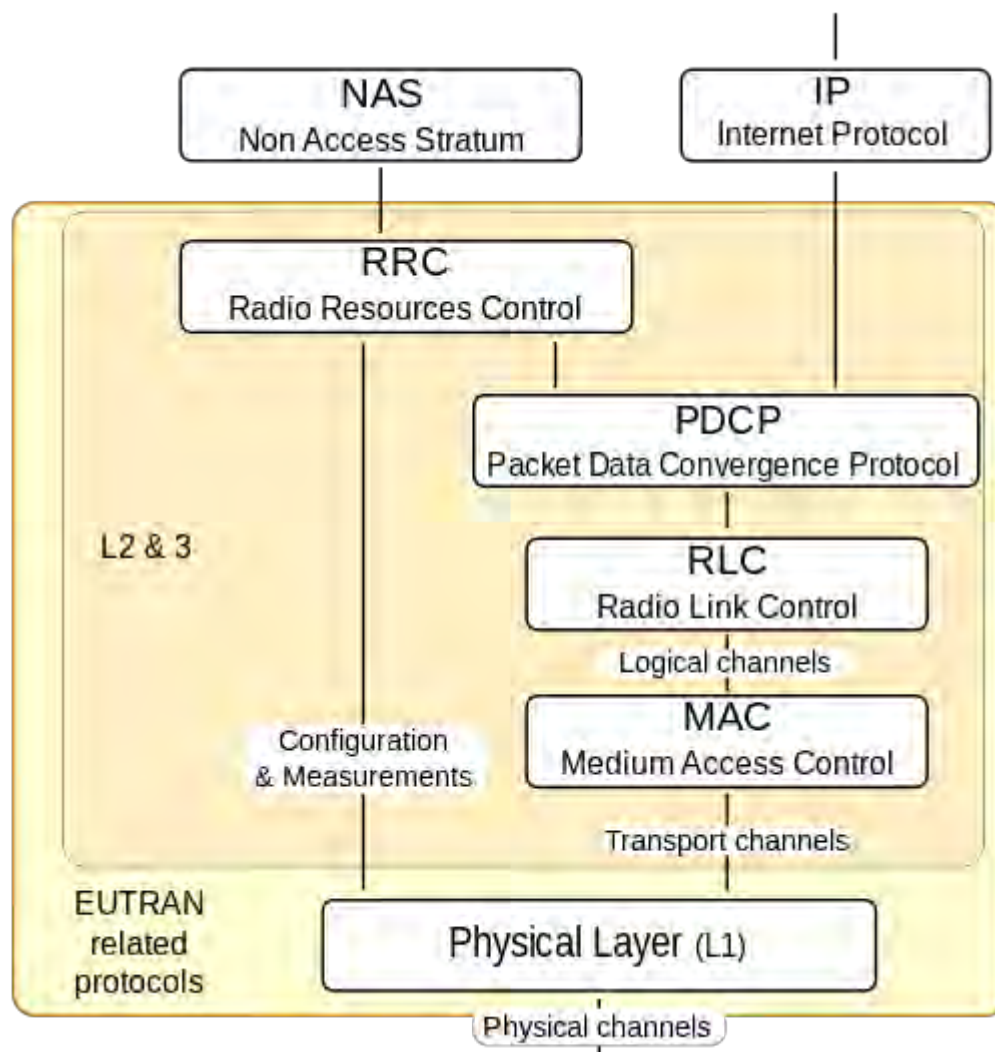 NAS
Non Access Stratum
IP
Internet Protocol
RRC
Radio Resources Control
PDCP
Packet Data Convergence Protocol
L2 & 3
RLC
Radio Link Control
Logical channels
MAC
Medium Access Control
Configuration
& Measurements
Transport channels
EUTRAN
related
protocols
Physical Layer (L1)
Physical channels